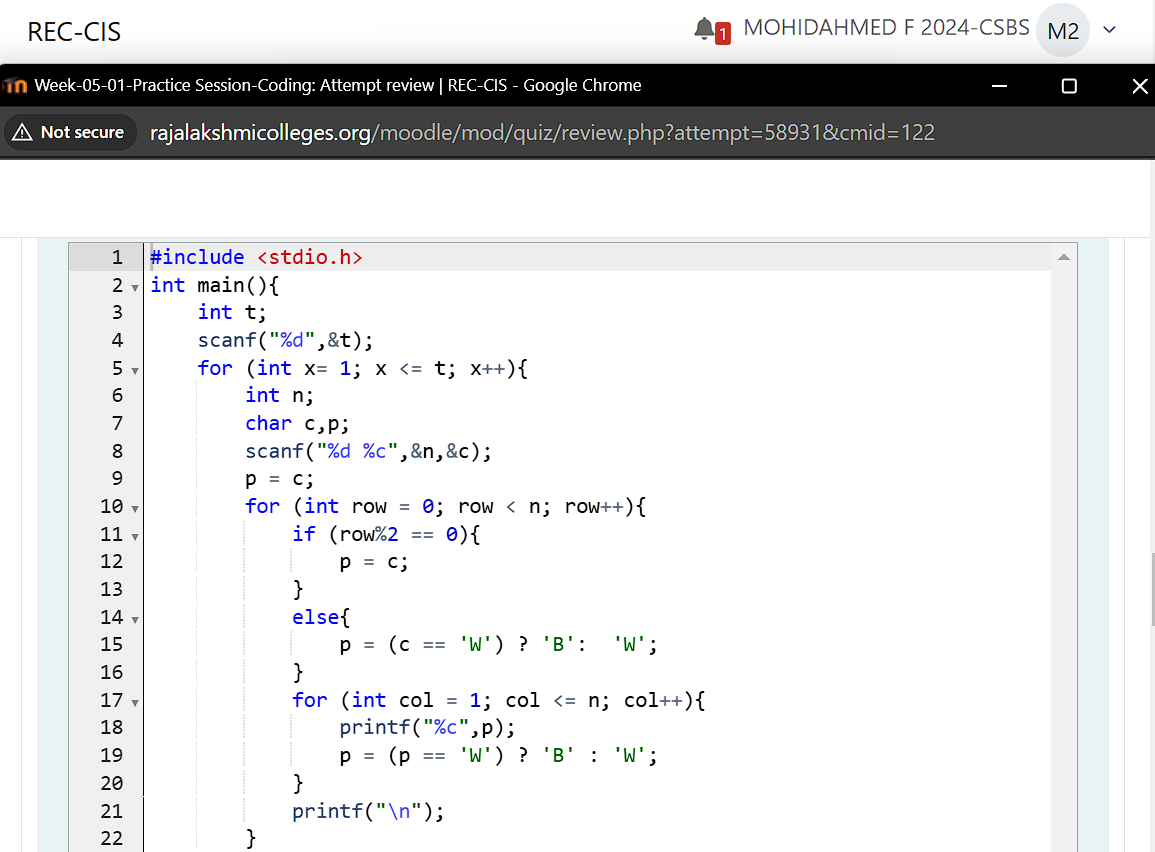 REC-CIS
1 MOHIDAHMED F 2024-CSBS M2
Week-05-01-Practice Session-Coding: Attempt review | REC-CIS - Google Chrome
Not secure rajalakshmicolleges.org/moodle/mod/quiz/review.php?attempt=58931&cmid=122
1 #include <stdio.h>
2 int main(){
3     int t;
4     scanf("%d",&t);
5     for (int x= 1; x <= t; x++){
6         int n;
7         char c,p;
8         scanf("%d %c",&n,&c);
9         p = c;
10         for (int row = 0; row < n; row++){
11             if (row%2 == 0){
12                 p = c;
13             }
14             else{
15                 p = (c == 'W') ? 'B':  'W';
16             }
17             for (int col = 1; col <= n; col++){
18                 printf("%c",p);
19                 p = (p == 'W') ? 'B' : 'W';
20             }
21             printf("\n");
22         }